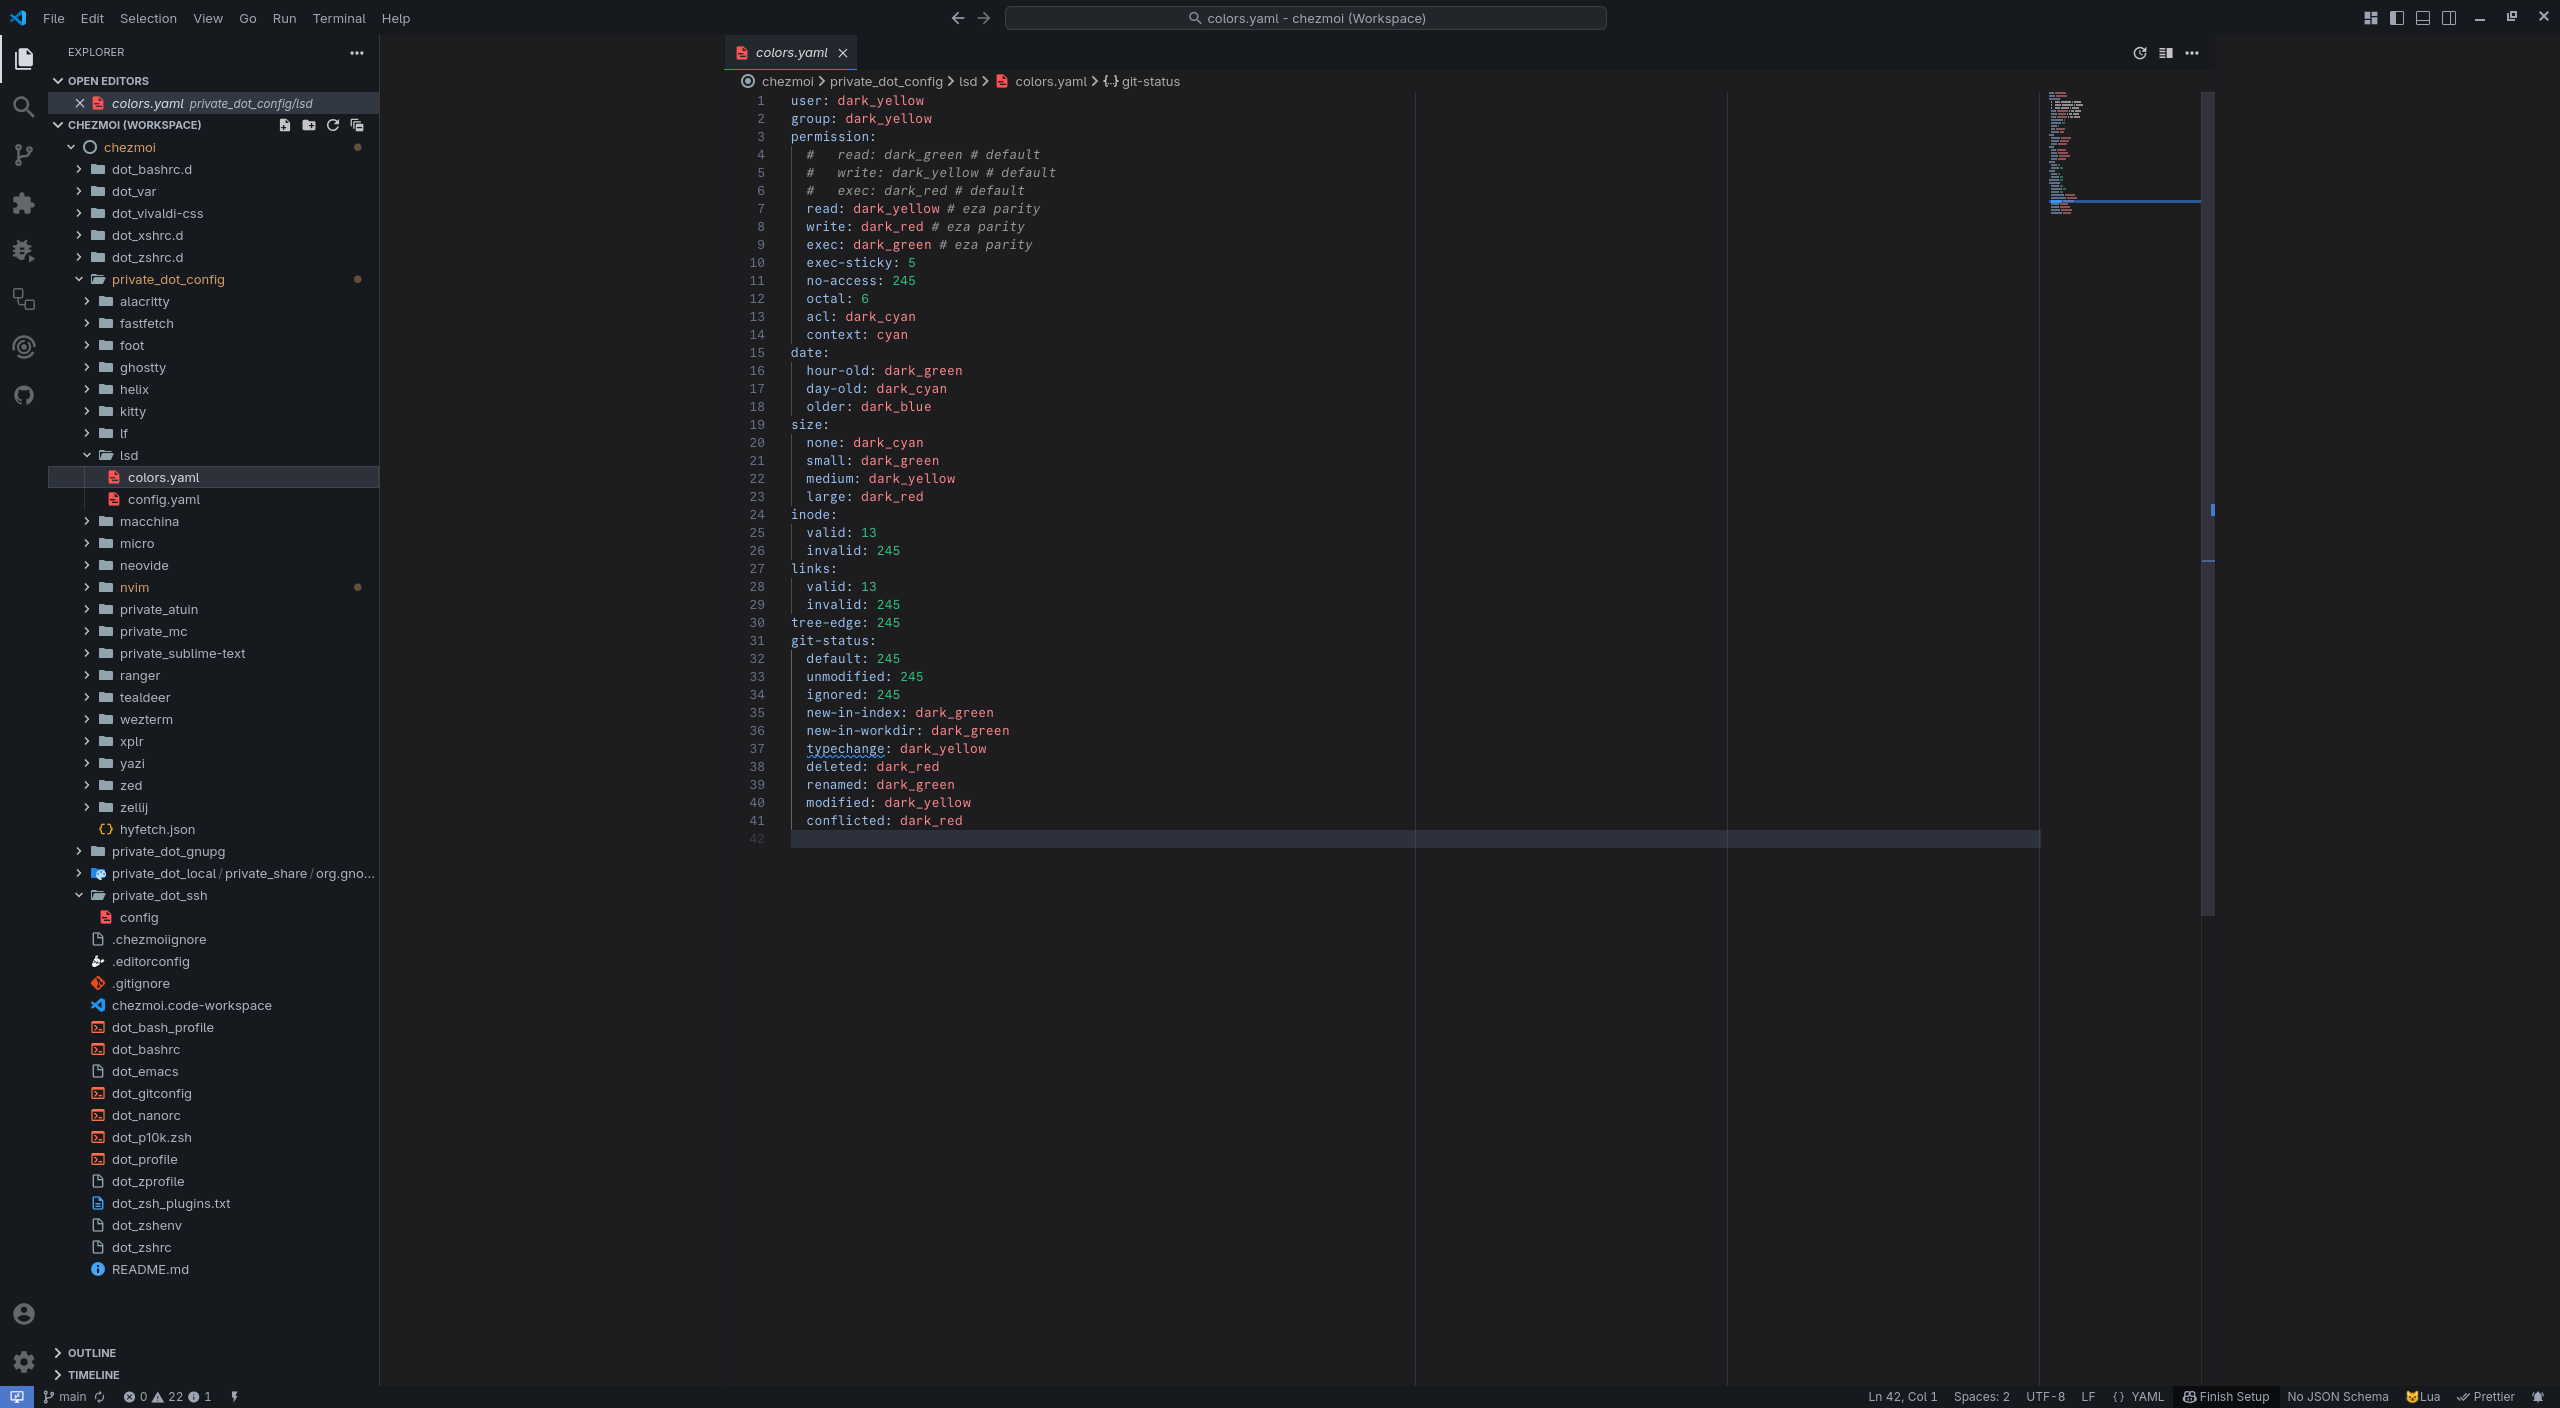 File Edit Selection View Go Run Terminal Help
colors.yaml - chezmoi (Workspace)
EXPLORER
OPEN EDITORS
colors.yaml private_dot_config/lsd
CHEZMOI (WORKSPACE)
chezmoi
dot_bashrc.d
dot_var
dot_vivaldi-css
dot_xshrc.d
dot_zshrc.d
private_dot_config
alacritty
fastfetch
foot
ghostty
helix
kitty
lf
lsd
colors.yaml
config.yaml
macchina
micro
neovide
nvim
private_atuin
private_mc
private_sublime-text
ranger
tealdeer
wezterm
xplr
yazi
zed
zellij
hyfetch.json
private_dot_gnupg
private_dot_local / private_share / org.gno...
private_dot_ssh
config
.chezmoiignore
.editorconfig
.gitignore
chezmoi.code-workspace
dot_bash_profile
dot_bashrc
dot_emacs
dot_gitconfig
dot_nanorc
dot_p10k.zsh
dot_profile
dot_zprofile
dot_zsh_plugins.txt
dot_zshenv
dot_zshrc
README.md
OUTLINE
TIMELINE
colors.yaml
chezmoi > private_dot_config > lsd > colors.yaml > {} git-status
1 user: dark_yellow
2 group: dark_yellow
3 permission:
4 #   read: dark_green # default
5 #   write: dark_yellow # default
6 #   exec: dark_red # default
7 read: dark_yellow # eza parity
8 write: dark_red # eza parity
9 exec: dark_green # eza parity
10 exec-sticky: 5
11 no-access: 245
12 octal: 6
13 acl: dark_cyan
14 context: cyan
15 date:
16 hour-old: dark_green
17 day-old: dark_cyan
18 older: dark_blue
19 size:
20 none: dark_cyan
21 small: dark_green
22 medium: dark_yellow
23 large: dark_red
24 inode:
25 valid: 13
26 invalid: 245
27 links:
28 valid: 13
29 invalid: 245
30 tree-edge: 245
31 git-status:
32 default: 245
33 unmodified: 245
34 ignored: 245
35 new-in-index: dark_green
36 new-in-workdir: dark_green
37 typechange: dark_yellow
38 deleted: dark_red
39 renamed: dark_green
40 modified: dark_yellow
41 conflicted: dark_red
42
main 0 22 1 Ln 42, Col 1 Spaces: 2 UTF-8 LF {} YAML Finish Setup No JSON Schema 😺Lua Prettier